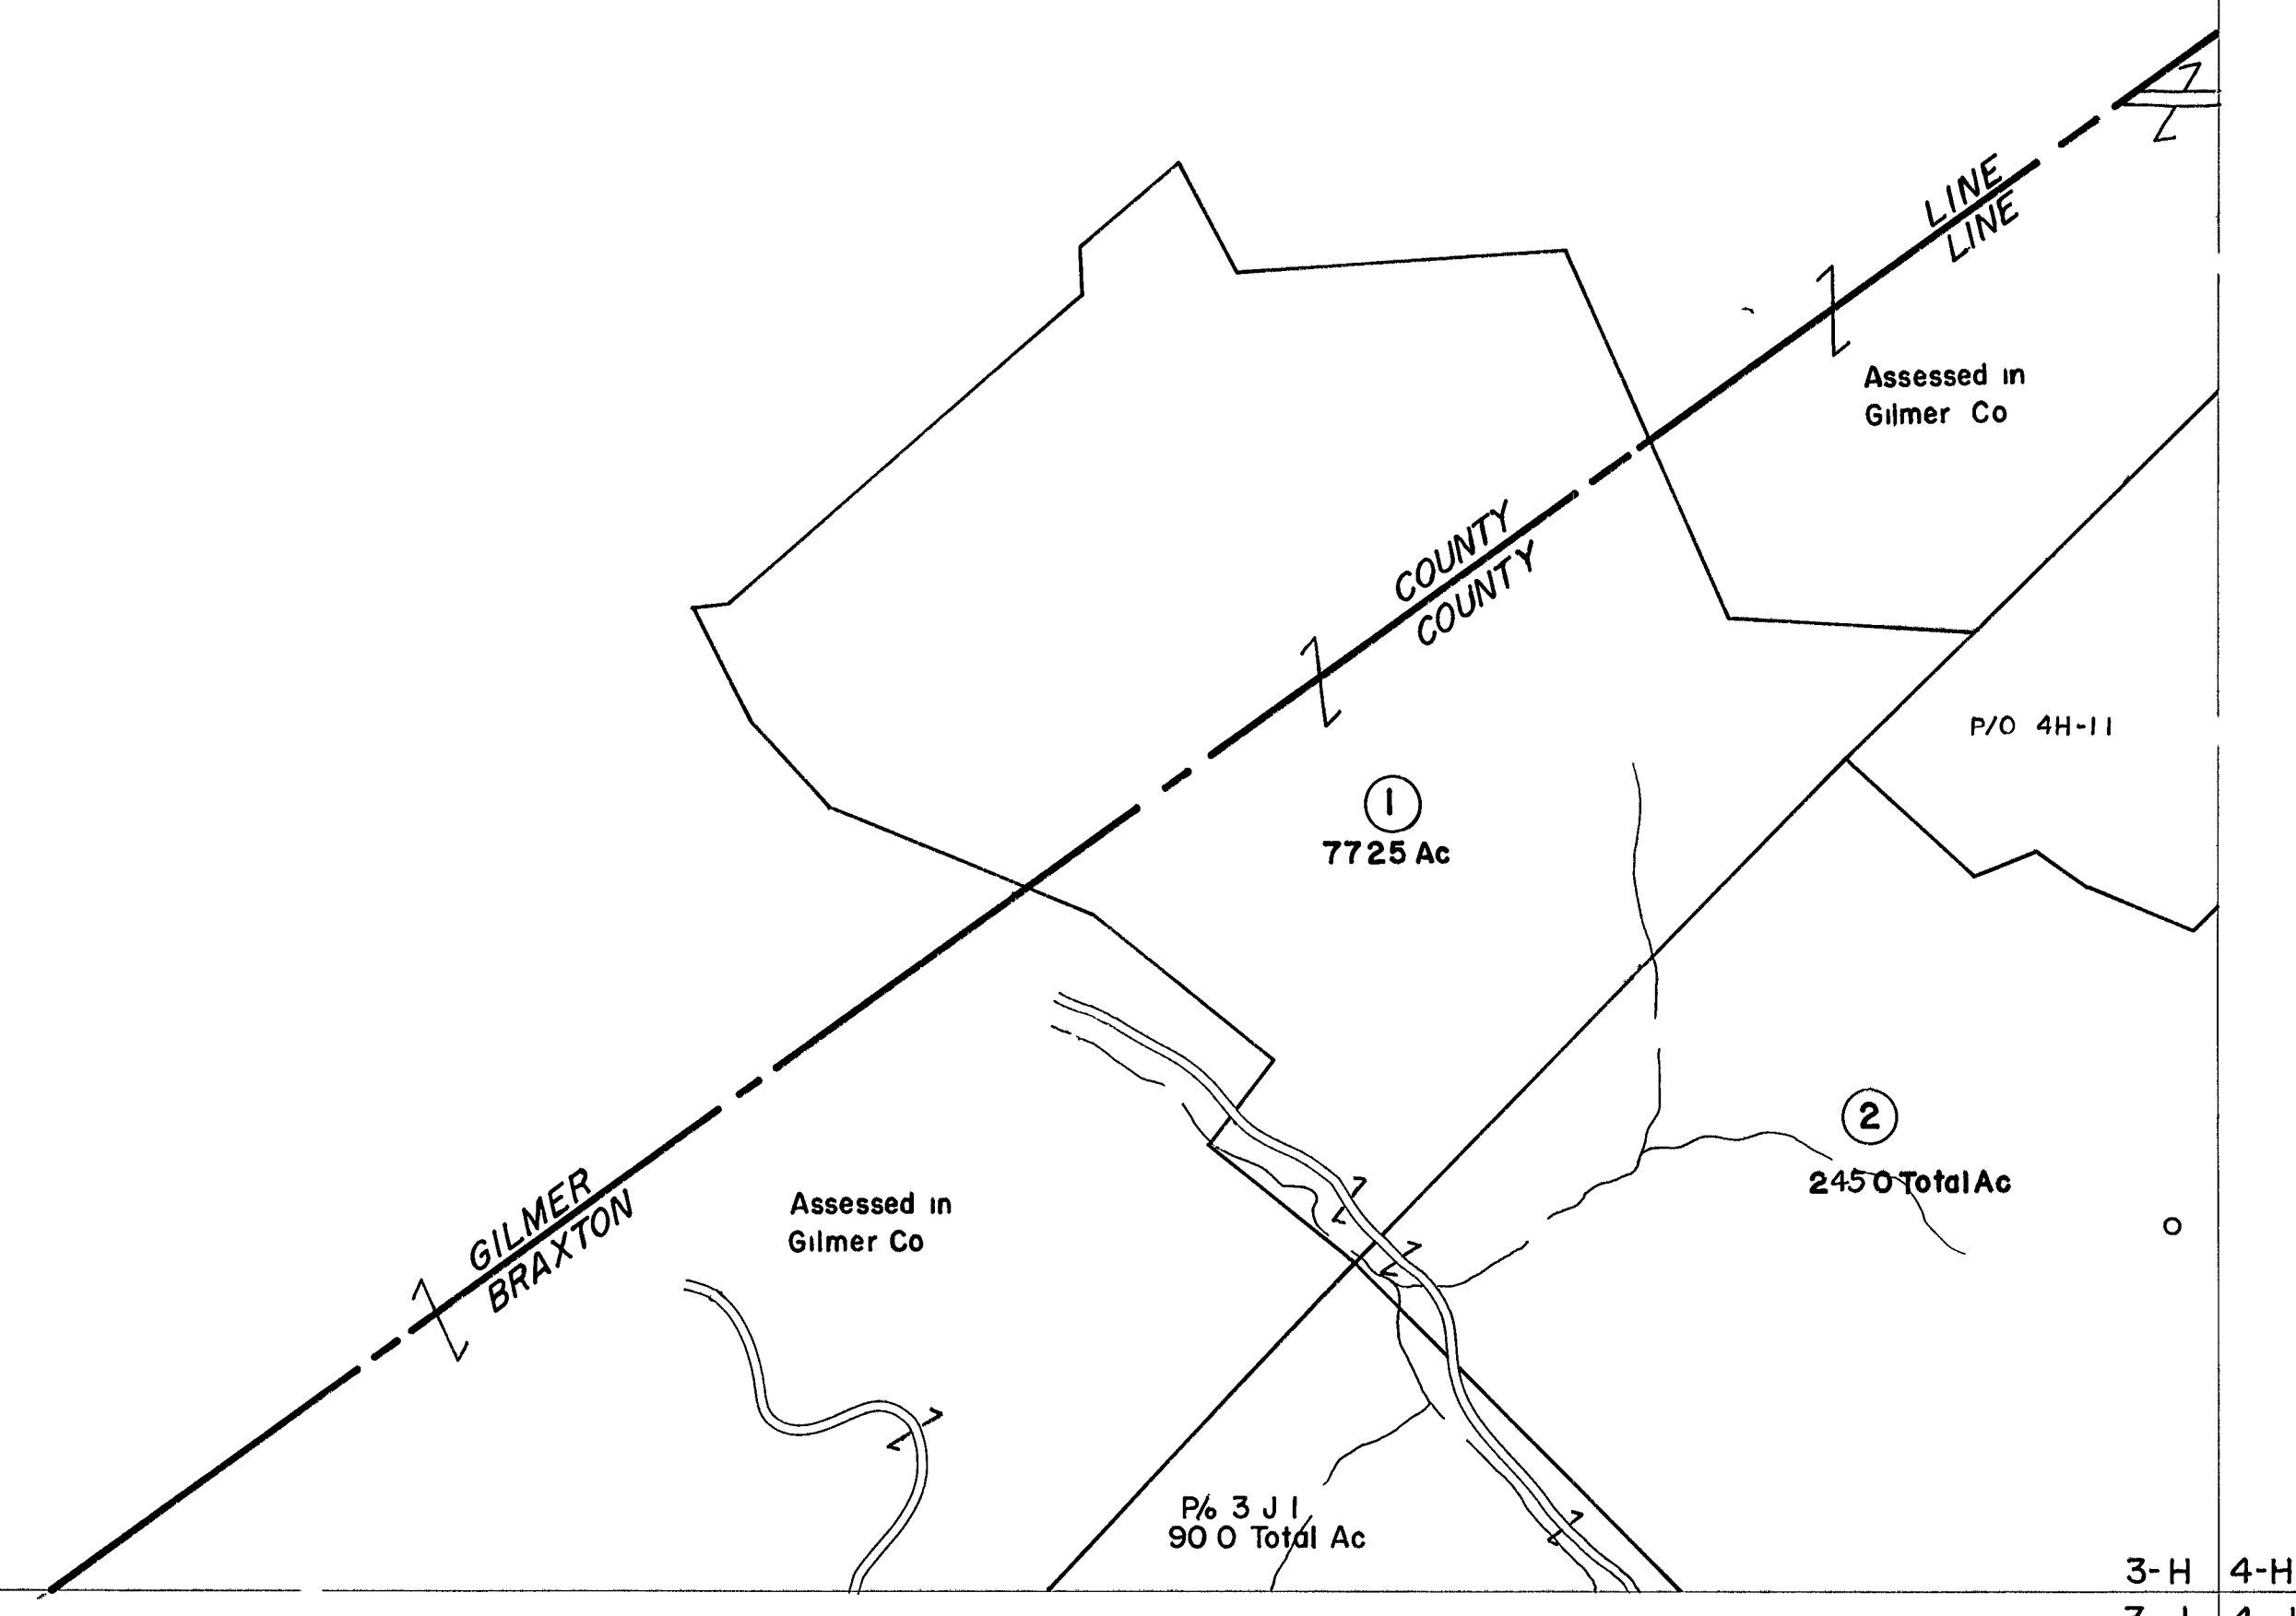 LINE
LINE
Assessed in
Gilmer Co
COUNTY
COUNTY
P/O 4H-11
1
7725 Ac
2
2450 Total Ac
GILMER
BRAXTON
Assessed in
Gilmer Co
P/o 3 J 1
90 0 Total Ac
3-H 4-H